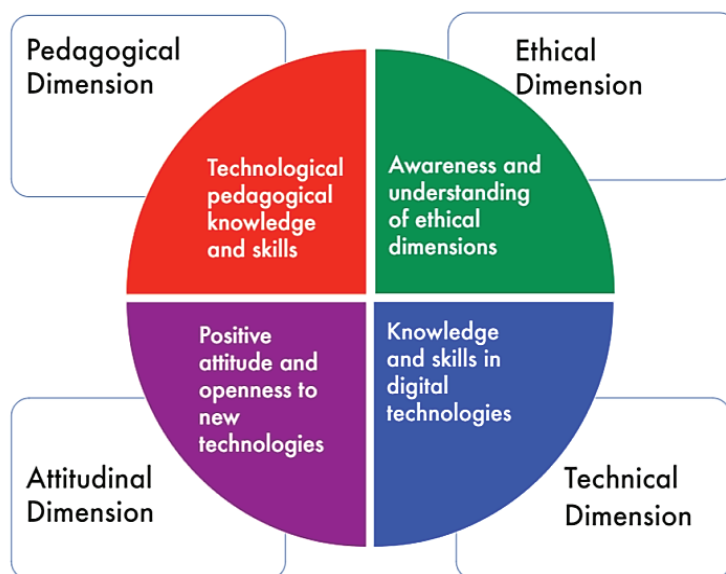 Pedagogical
Dimension
Ethical
Dimension
Technological
pedagogical
knowledge
and skills
Awareness and
understanding
of ethical
dimensions
Positive
attitude and
openness to
new
technologies
Knowledge
and skills in
digital
technologies
Attitudinal
Dimension
Technical
Dimension